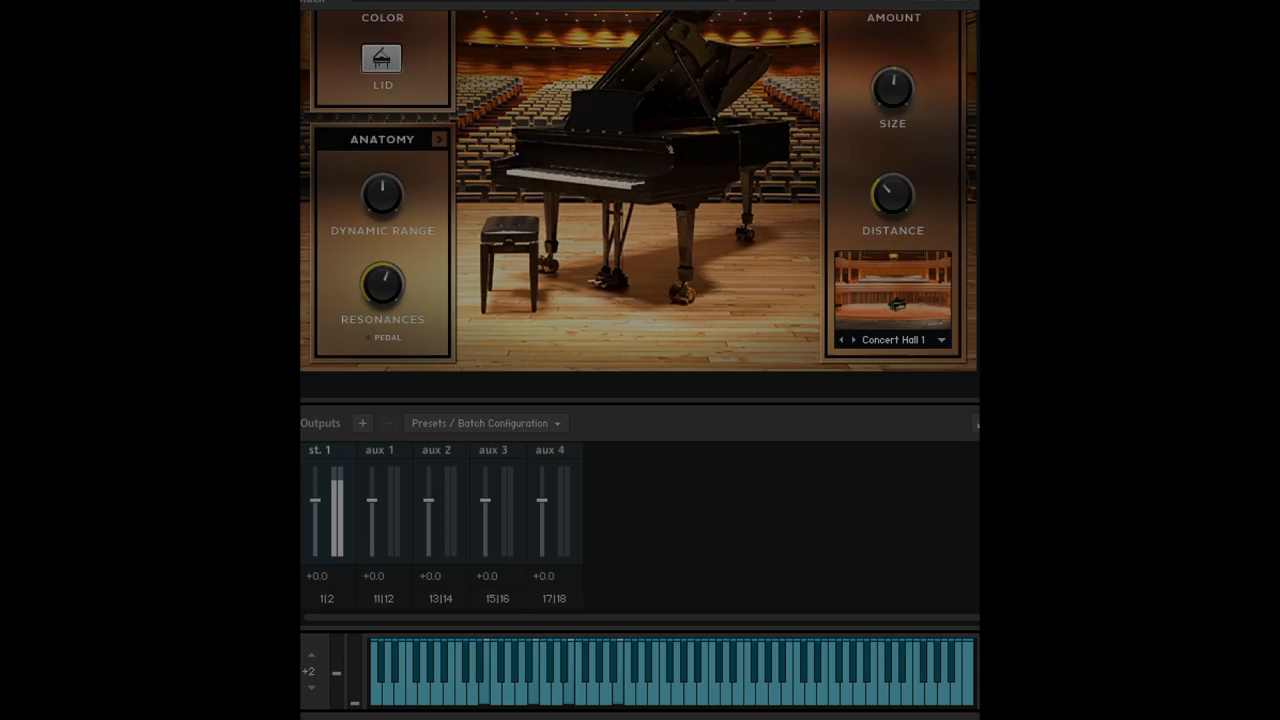 COLOR
LID
ANATOMY
DYNAMIC RANGE
RESONANCES
PEDAL
AMOUNT
SIZE
DISTANCE
Concert Hall 1
Outputs + Presets / Batch Configuration
st. 1 aux 1 aux 2 aux 3 aux 4
+0.0 +0.0 +0.0 +0.0 +0.0
1|2 11|12 13|14 15|16 17|18
+2